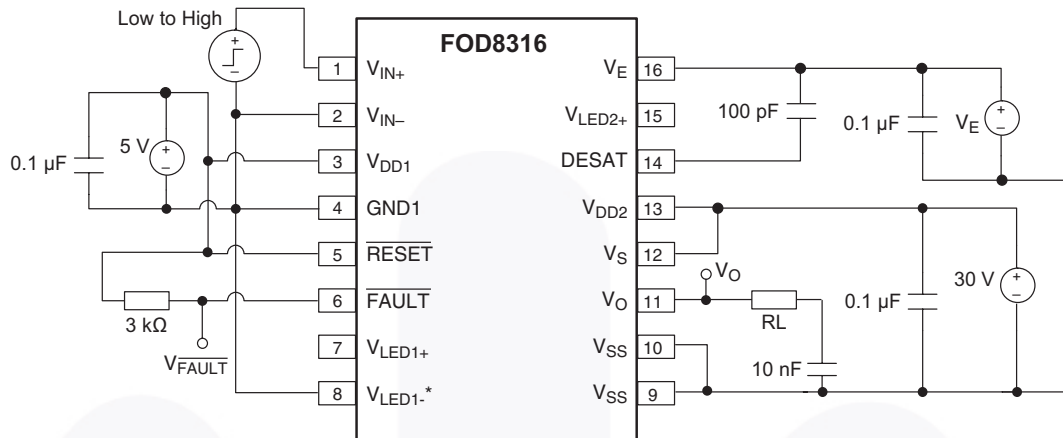 Low to High
FOD8316
0.1 µF
5 V
3 kΩ
VFAULT
1 VIN+
2 VIN–
3 VDD1
4 GND1
5 RESET
6 FAULT
7 VLED1+
8 VLED1-*
VE 16
VLED2+ 15
DESAT 14
VDD2 13
VS 12
VO 11
VSS 10
VSS 9
100 pF
0.1 µF
VE
VO
RL
10 nF
0.1 µF
30 V